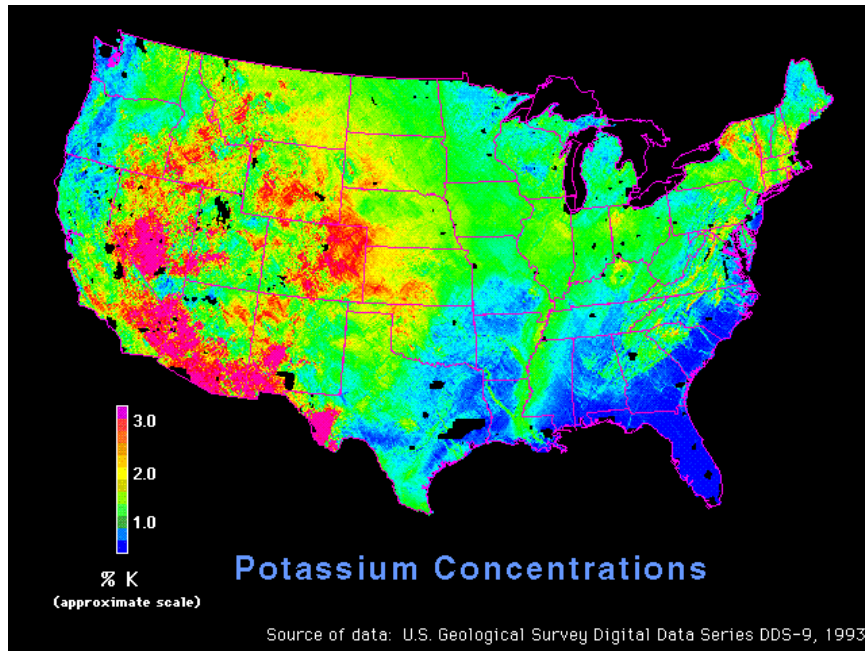 3.0
2.0
1.0
% K
(approximate scale)
Potassium Concentrations
Source of data: U.S. Geological Survey Digital Data Series DDS-9, 1993